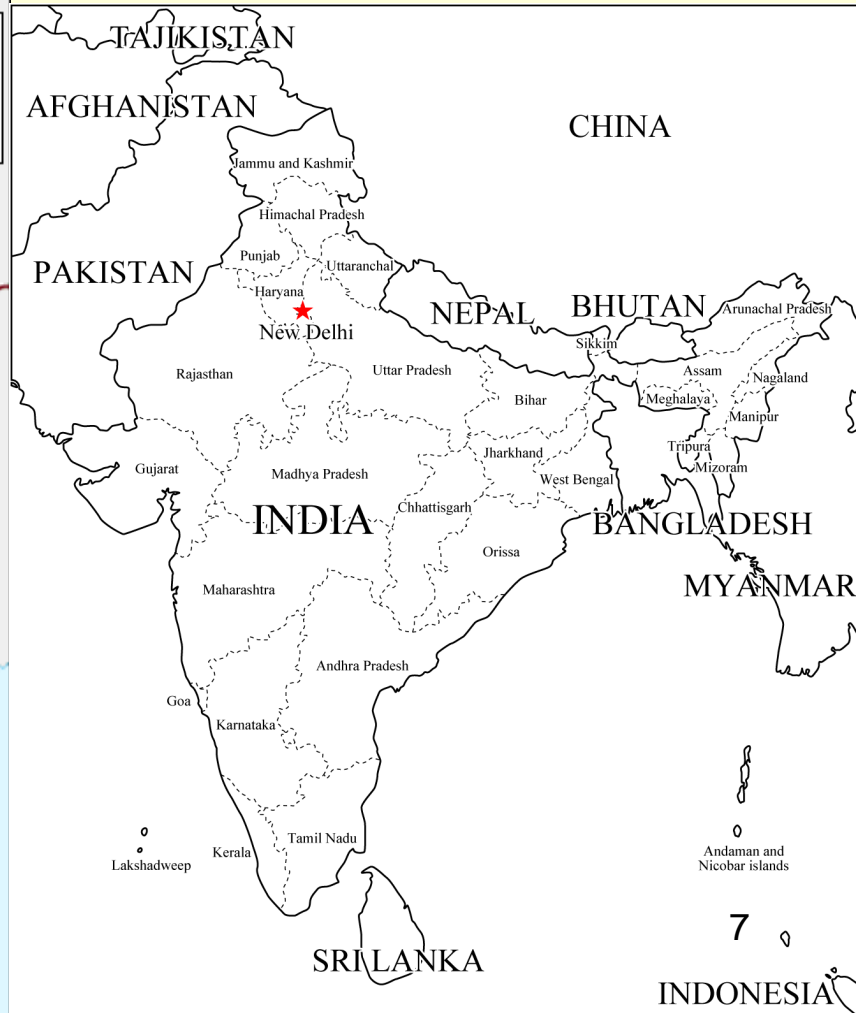 TAJIKISTAN
AFGHANISTAN
CHINA
Jammu and Kashmir
Himachal Pradesh
Punjab
Uttaranchal
PAKISTAN
Haryana
NEPAL
BHUTAN
Arunachal Pradesh
New Delhi
Sikkim
Rajasthan
Uttar Pradesh
Assam
Nagaland
Bihar
Meghalaya
Manipur
Tripura
Jharkhand
Mizoram
Gujarat
Madhya Pradesh
West Bengal
Chhattisgarh
INDIA
BANGLADESH
Orissa
MYANMAR
Maharashtra
Andhra Pradesh
Goa
Karnataka
Tamil Nadu
Kerala
Lakshadweep
Andaman and
Nicobar islands
7
SRI LANKA
INDONESIA